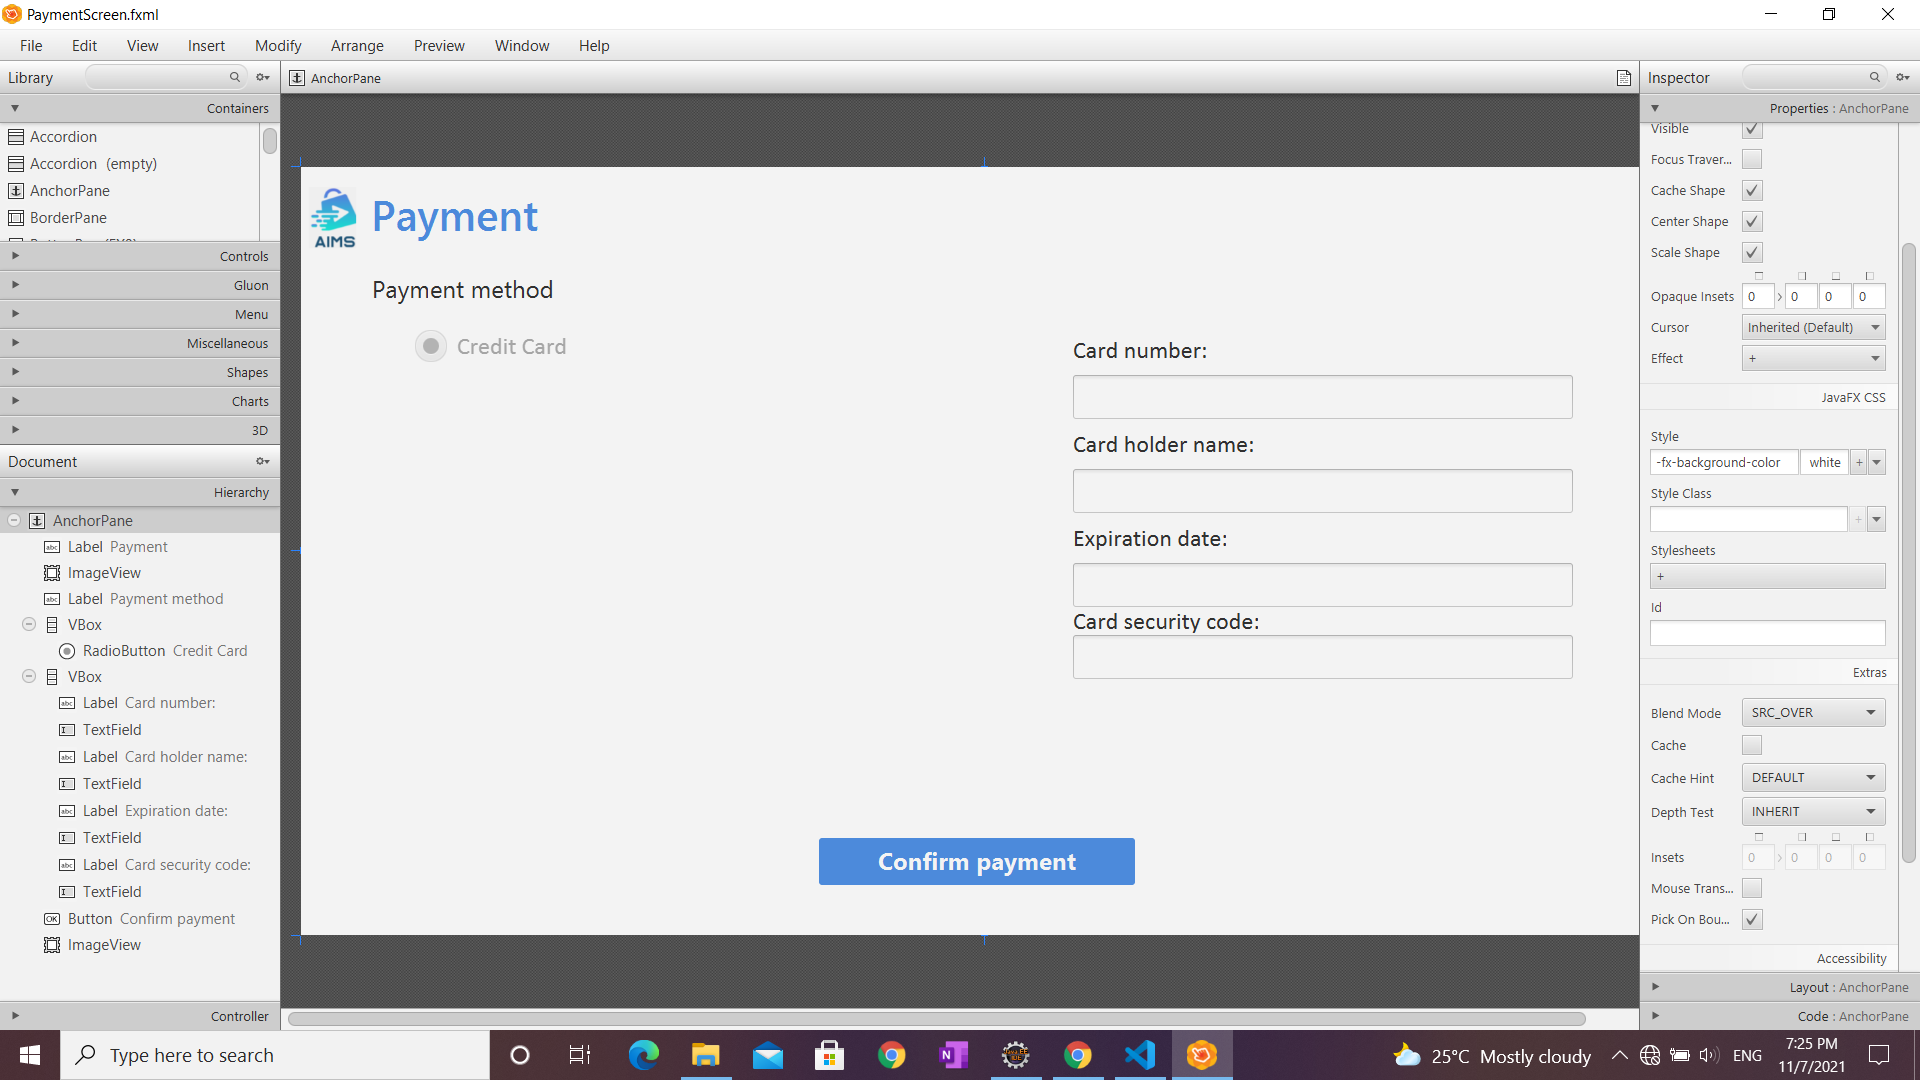 PaymentScreen.fxml
File Edit View Insert Modify Arrange Preview Window Help
Library
Containers
Accordion
Accordion (empty)
AnchorPane
BorderPane
Controls
Gluon
Menu
Miscellaneous
Shapes
Charts
3D
Document
Hierarchy
AnchorPane
Label Payment
ImageView
Label Payment method
VBox
RadioButton Credit Card
VBox
Label Card number:
TextField
Label Card holder name:
TextField
Label Expiration date:
TextField
Label Card security code:
TextField
Button Confirm payment
ImageView
Controller
AnchorPane
AIMS
Payment
Payment method
Credit Card
Card number:
Card holder name:
Expiration date:
Card security code:
Confirm payment
Inspector
Properties : AnchorPane
Visible
Focus Traver...
Cache Shape
Center Shape
Scale Shape
Opaque Insets 0 0 0 0
Cursor Inherited (Default)
Effect +
JavaFX CSS
Style
-fx-background-color white +
Style Class
+
Stylesheets
+
Id
Extras
Blend Mode SRC_OVER
Cache
Cache Hint DEFAULT
Depth Test INHERIT
Insets 0 0 0 0
Mouse Trans...
Pick On Bou...
Accessibility
Layout : AnchorPane
Code : AnchorPane
Type here to search
25°C Mostly cloudy
ENG
7:25 PM
11/7/2021